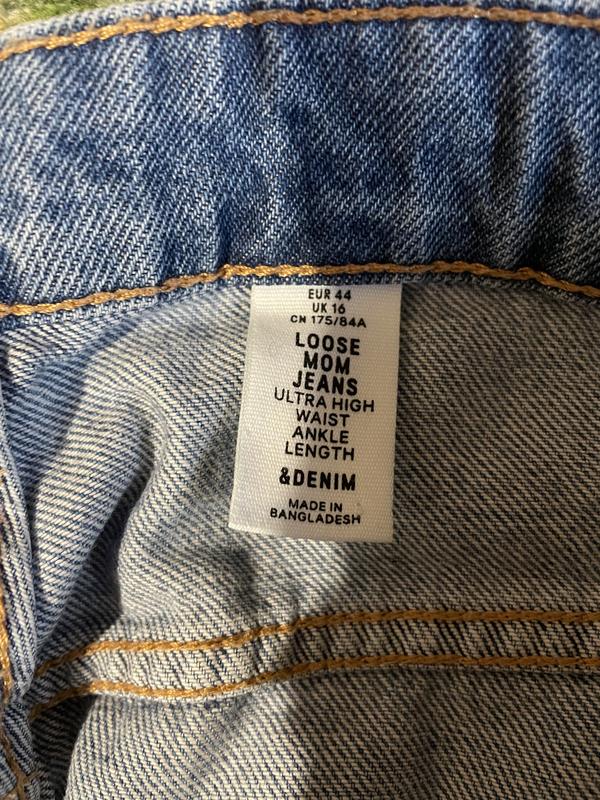 EUR 44
UK 16
CN 175/84A
LOOSE
MOM
JEANS
ULTRA HIGH
WAIST
ANKLE
LENGTH
&DENIM
MADE IN
BANGLADESH